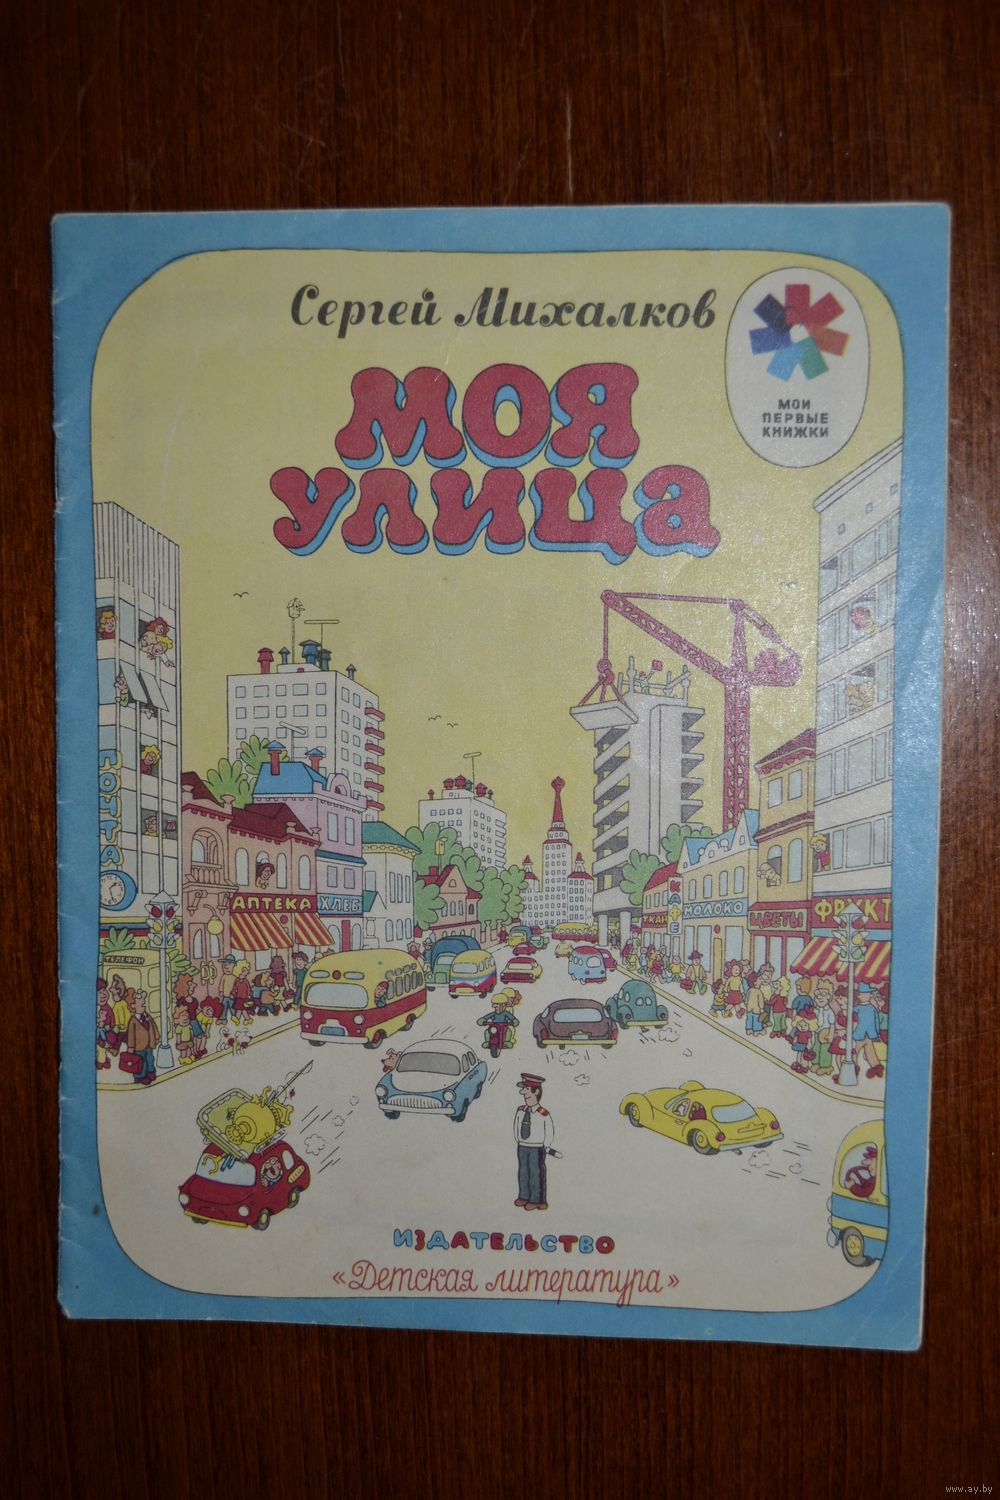 Сергей Михалков
МОЯ
УЛИЦА
МОИ
ПЕРВЫЕ
КНИЖКИ
ПОЧТА
АПТЕКА
ХЛЕБ
ТЕЛЕФОН
ТКАН
КАФЕ
МОЛОКО
ЦВЕТЫ
ФРУКТ
ИЗДАТЕЛЬСТВО
«Детская литература»
www.ay.by